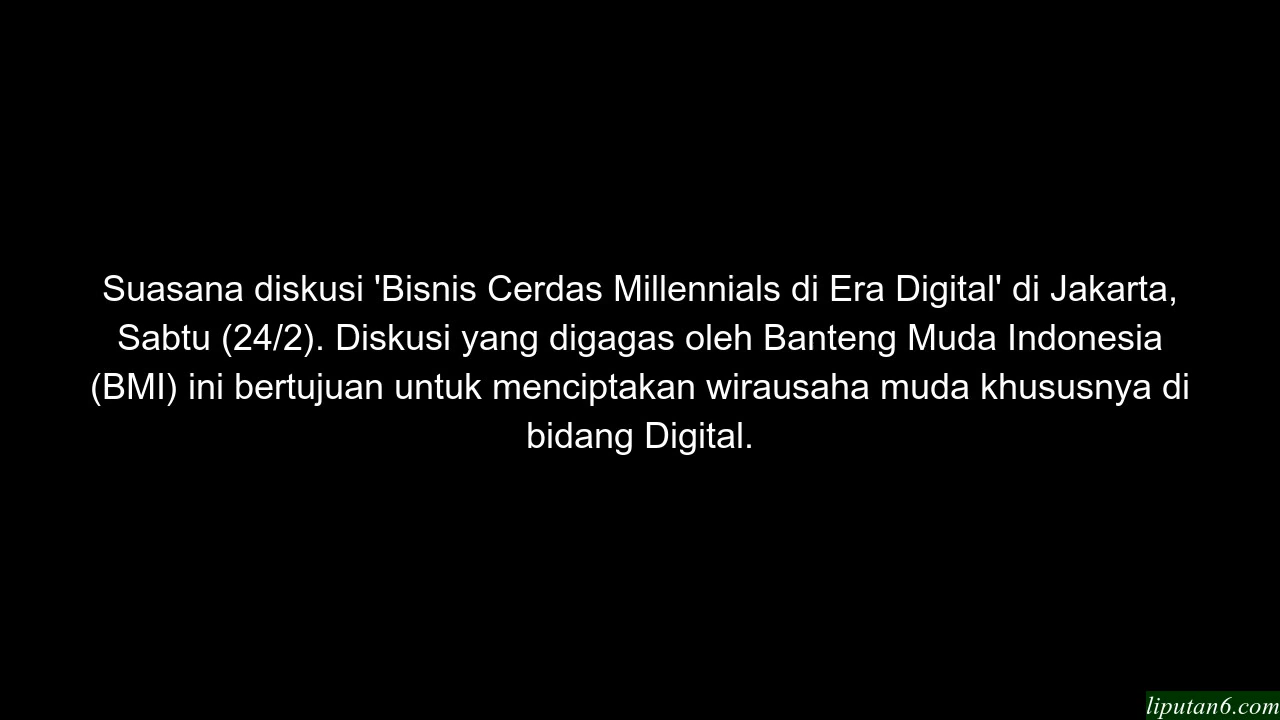 Suasana diskusi 'Bisnis Cerdas Millennials di Era Digital' di Jakarta,
Sabtu (24/2). Diskusi yang digagas oleh Banteng Muda Indonesia
(BMI) ini bertujuan untuk menciptakan wirausaha muda khususnya di
bidang Digital.
liputan6.com